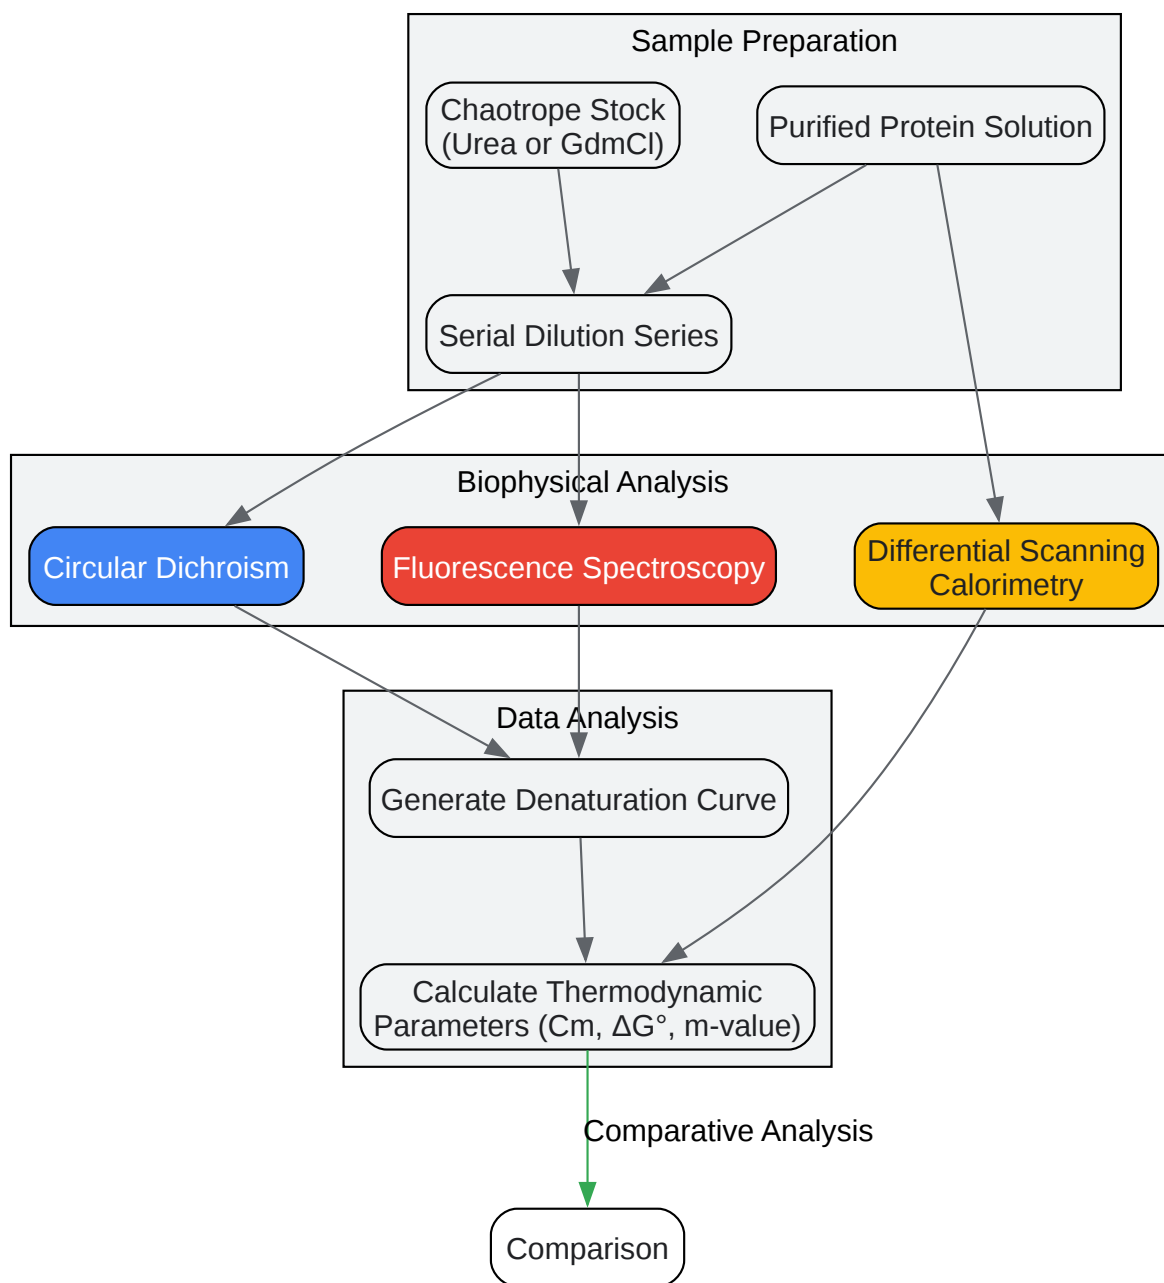 Sample Preparation
Chaotrope Stock
(Urea or GdmCl)
Purified Protein Solution
Serial Dilution Series
Biophysical Analysis
Circular Dichroism
Fluorescence Spectroscopy
Differential Scanning
Calorimetry
Data Analysis
Generate Denaturation Curve
Calculate Thermodynamic
Parameters (Cm, ΔG°, m-value)
Comparative Analysis
Comparison